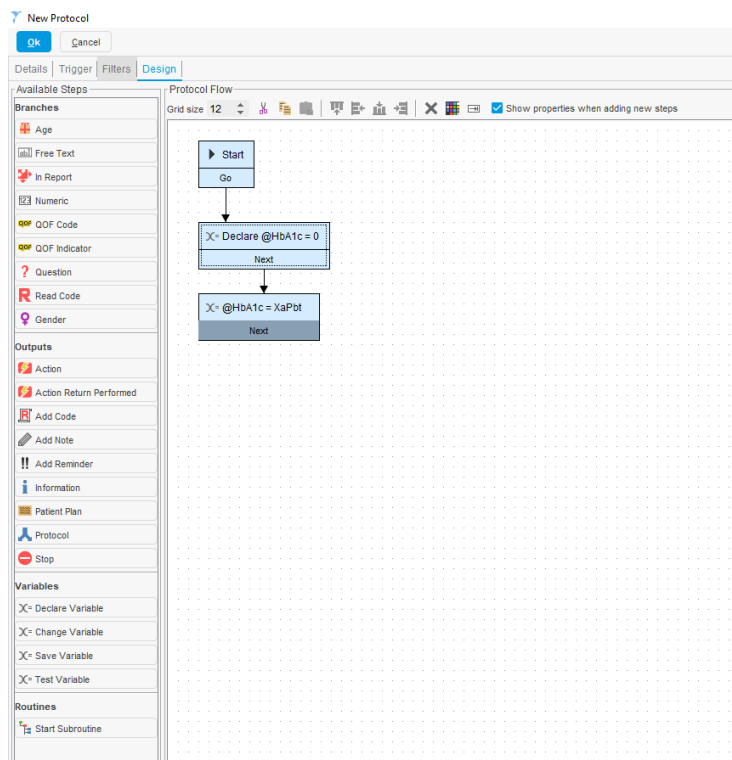 New Protocol
Ok Cancel
Details Trigger Filters Design
Available Steps
Branches
Age
Free Text
In Report
123 Numeric
QOF QOF Code
QOF QOF Indicator
? Question
R Read Code
Gender
Outputs
Action
Action Return Performed
R Add Code
Add Note
!! Add Reminder
i Information
Patient Plan
Protocol
Stop
Variables
X= Declare Variable
X= Change Variable
X= Save Variable
X= Test Variable
Routines
Start Subroutine
Protocol Flow
Grid size 12 Show properties when adding new steps
Start
Go
X= Declare @HbA1c = 0
Next
X= @HbA1c = XaPbt
Next